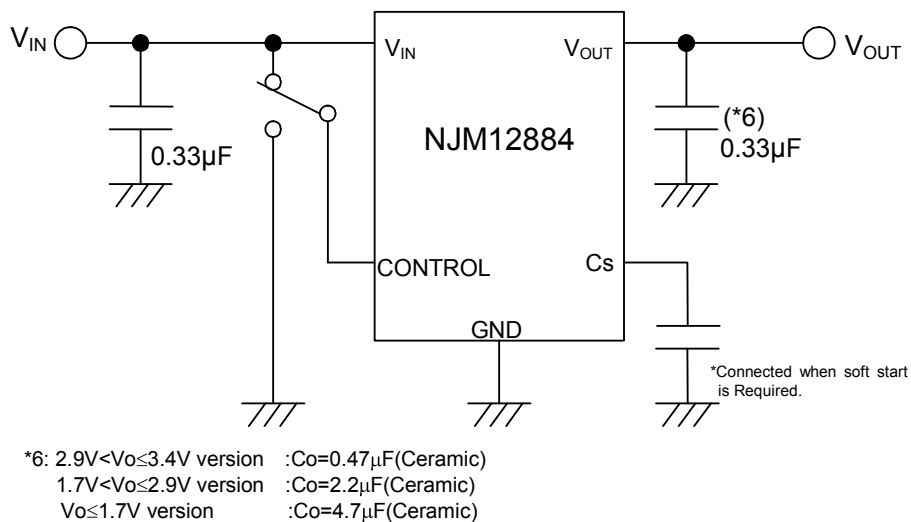 VIN
VIN
VOUT
VOUT
NJM12884
(*6)
0.33µF
0.33µF
CONTROL
Cs
GND
*Connected when soft start
is Required.
*6: 2.9V<Vo≤3.4V version :Co=0.47µF(Ceramic)
1.7V<Vo≤2.9V version :Co=2.2µF(Ceramic)
Vo≤1.7V version :Co=4.7µF(Ceramic)